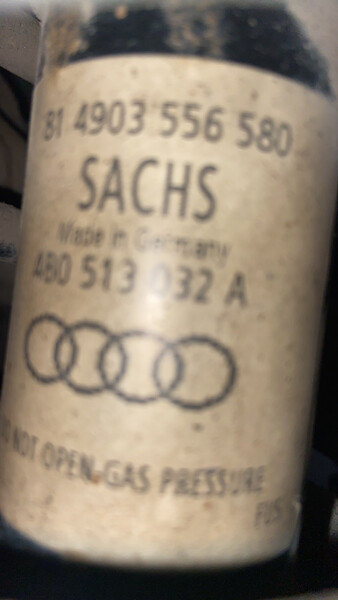 81 4903 556 580
SACHS
Made in Germany
4B0 513 032 A
NOT OPEN-GAS PRESSURE